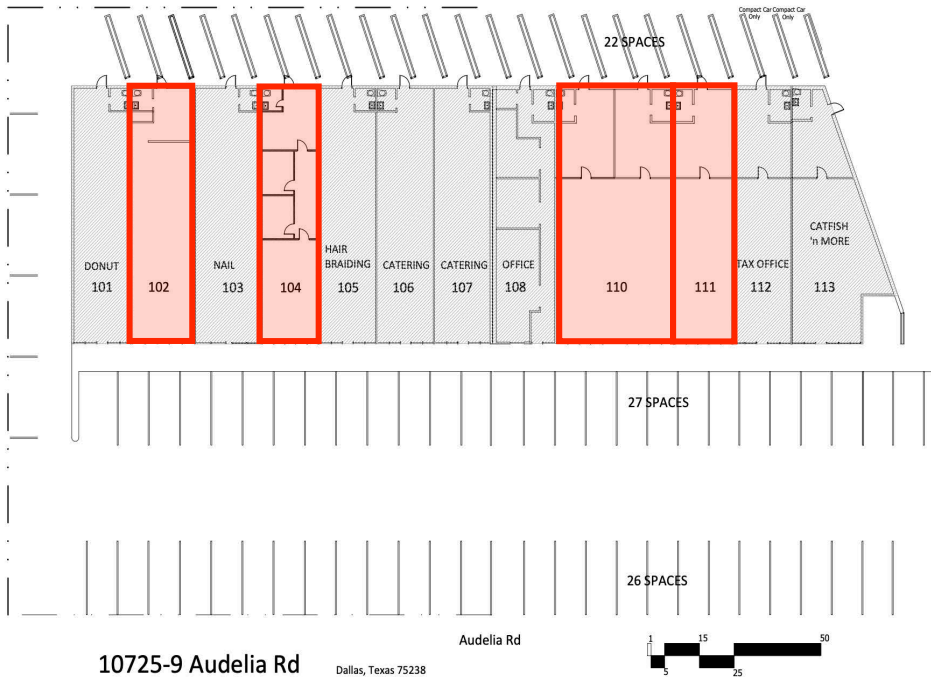 Compact Car Compact Car
Only Only
22 SPACES
DONUT
101
102
NAIL
103
104
HAIR
BRAIDING
105
CATERING
106
CATERING
107
OFFICE
108
110
111
TAX OFFICE
112
CATFISH
'n MORE
113
27 SPACES
26 SPACES
Audelia Rd
10725-9 Audelia Rd
Dallas, Texas 75238
1 15 50
5 25